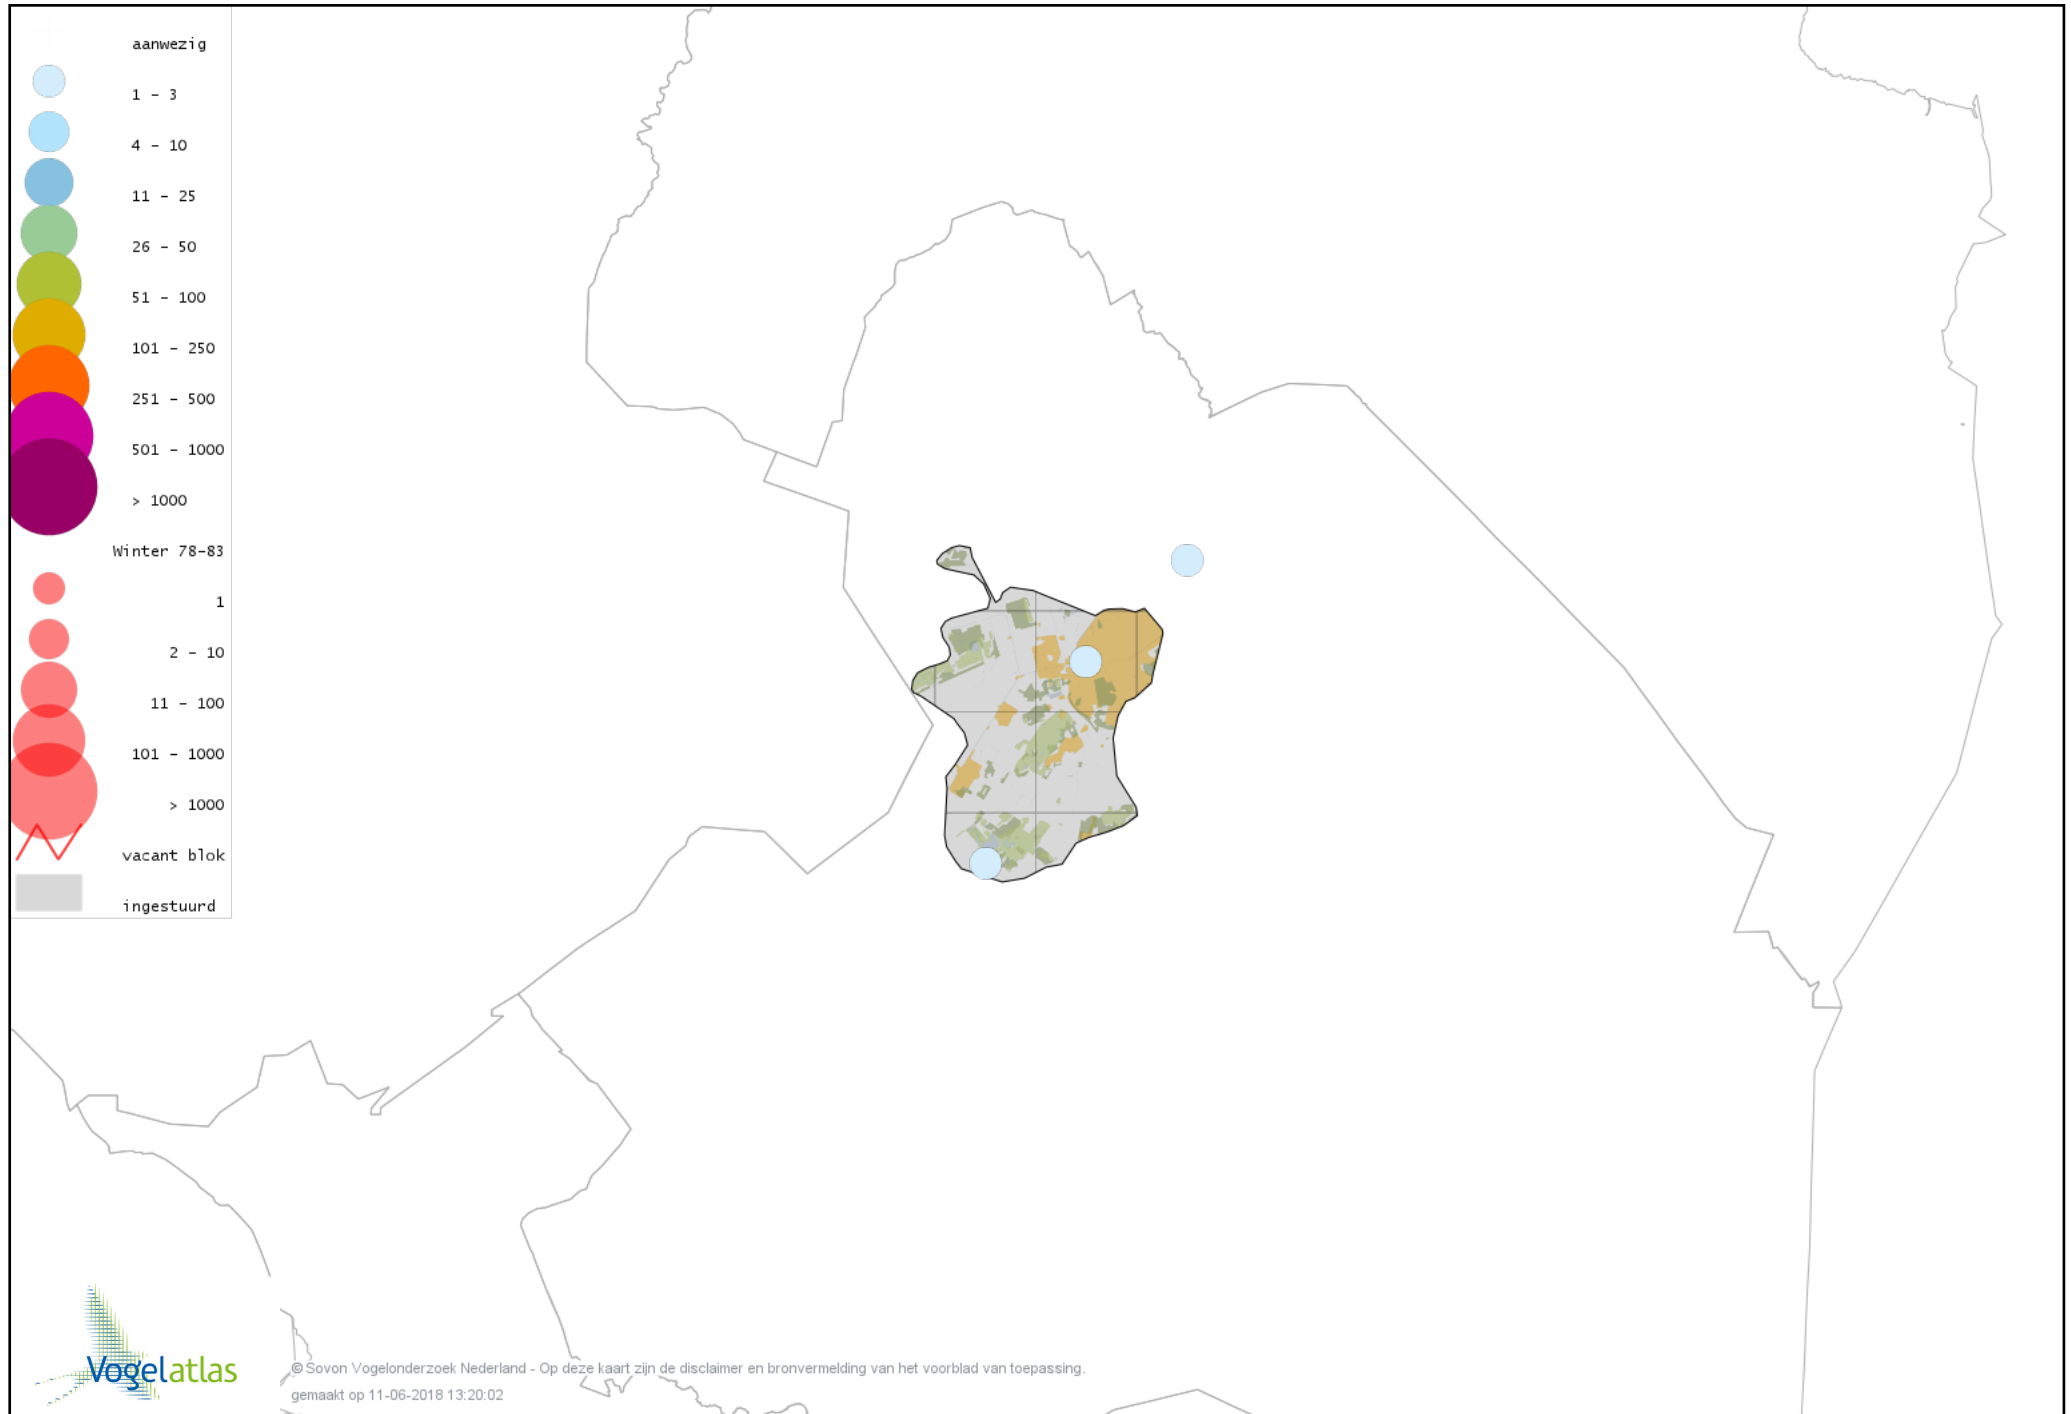 aanwezig
1 - 3
4 - 10
11 - 25
26 - 50
51 - 100
101 - 250
251 - 500
501 - 1000
> 1000
Winter 78-83
1
2 - 10
11 - 100
101 - 1000
> 1000
vacant blok
ingestuurd
Vogelatlas
© Sovon Vogelonderzoek Nederland - Op deze kaart zijn de disclaimer en bronvermelding van het voorblad van toepassing.
gemaakt op 11-06-2018 13:20:02